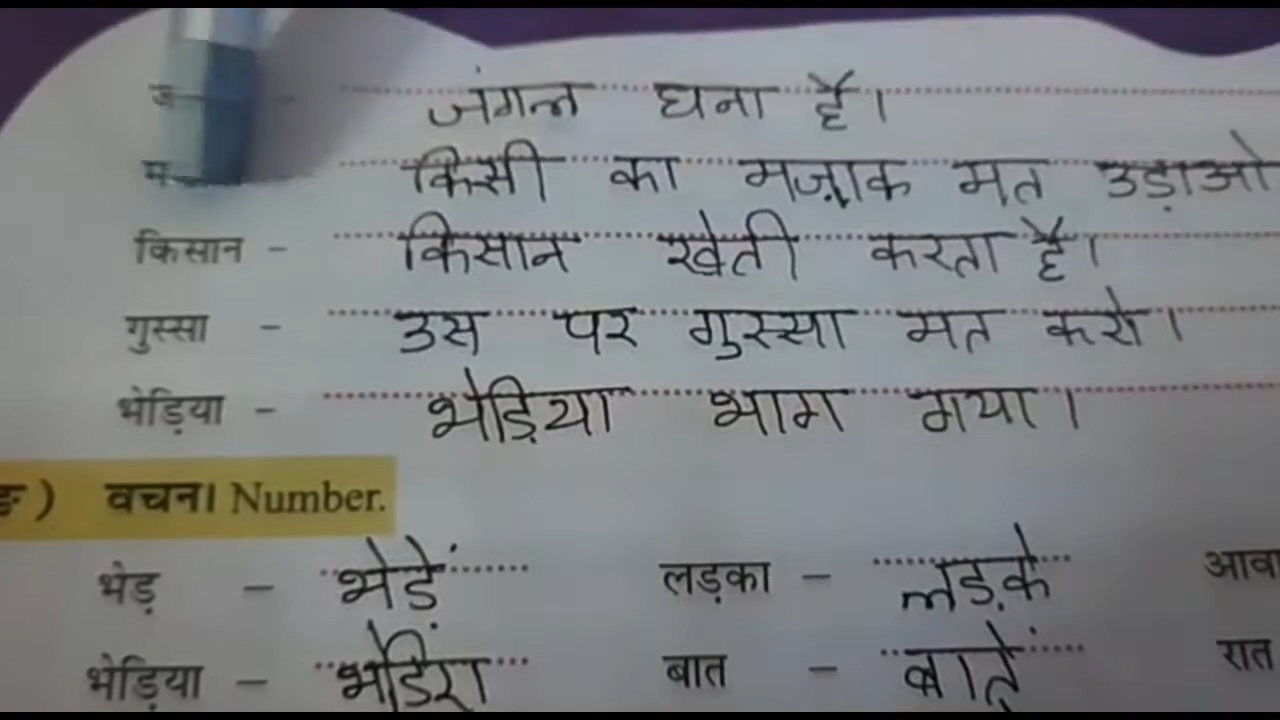 जंगल घना है।
किसी का मज़ाक मत उड़ाओ
किसान - किसान खेती करता है।
गुस्सा - उस पर गुस्सा मत करो।
भेड़िया - भेड़िया भाग गया।
ङ) वचन। Number.
भेड़ - भेड़ें लड़का - लड़के
भेड़िया - बात - बातें रात